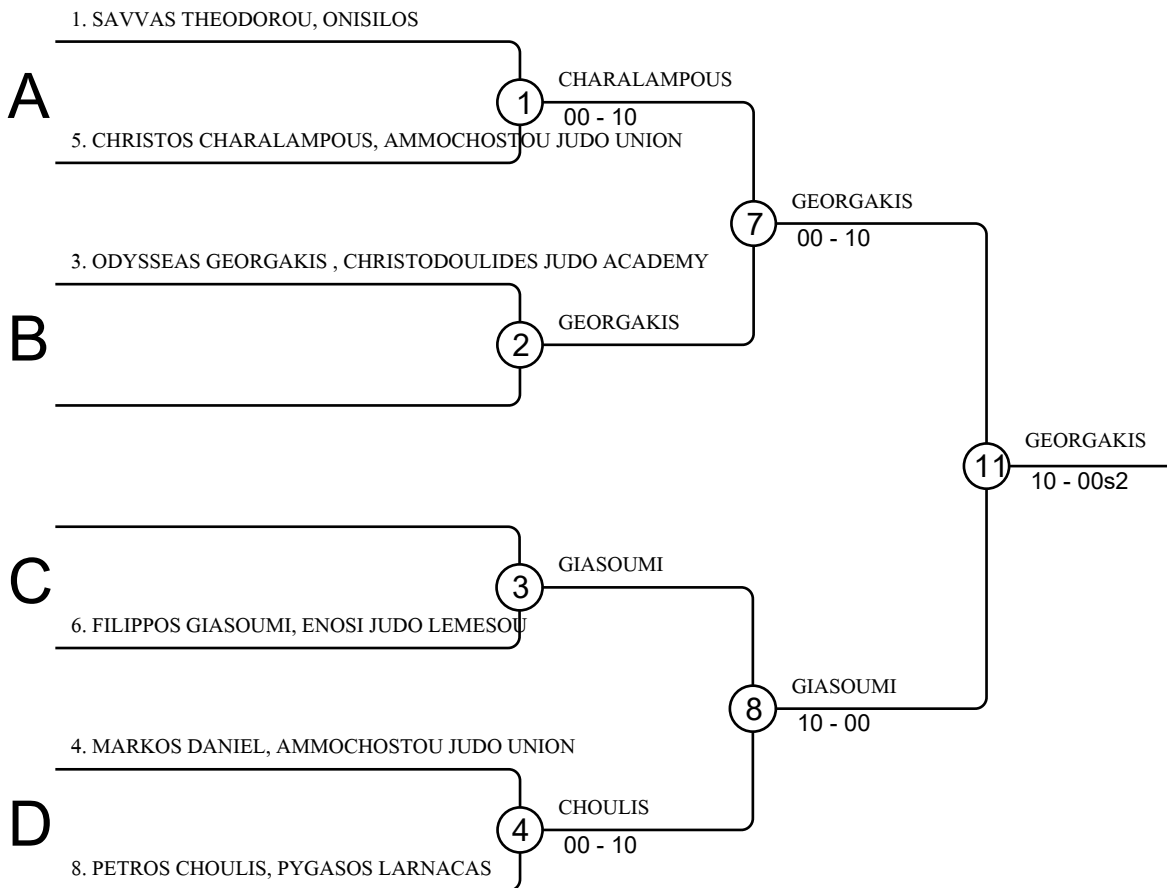 1. SAVVAS THEODOROU, ONISILOS
A
1
CHARALAMPOUS
00 - 10
5. CHRISTOS CHARALAMPOUS, AMMOCHOSTOU JUDO UNION
7
GEORGAKIS
00 - 10
3. ODYSSEAS GEORGAKIS , CHRISTODOULIDES JUDO ACADEMY
B
2
GEORGAKIS
11
GEORGAKIS
10 - 00s2
C
3
GIASOUMI
6. FILIPPOS GIASOUMI, ENOSI JUDO LEMESOU
8
GIASOUMI
10 - 00
4. MARKOS DANIEL, AMMOCHOSTOU JUDO UNION
D
4
CHOULIS
00 - 10
8. PETROS CHOULIS, PYGASOS LARNACAS